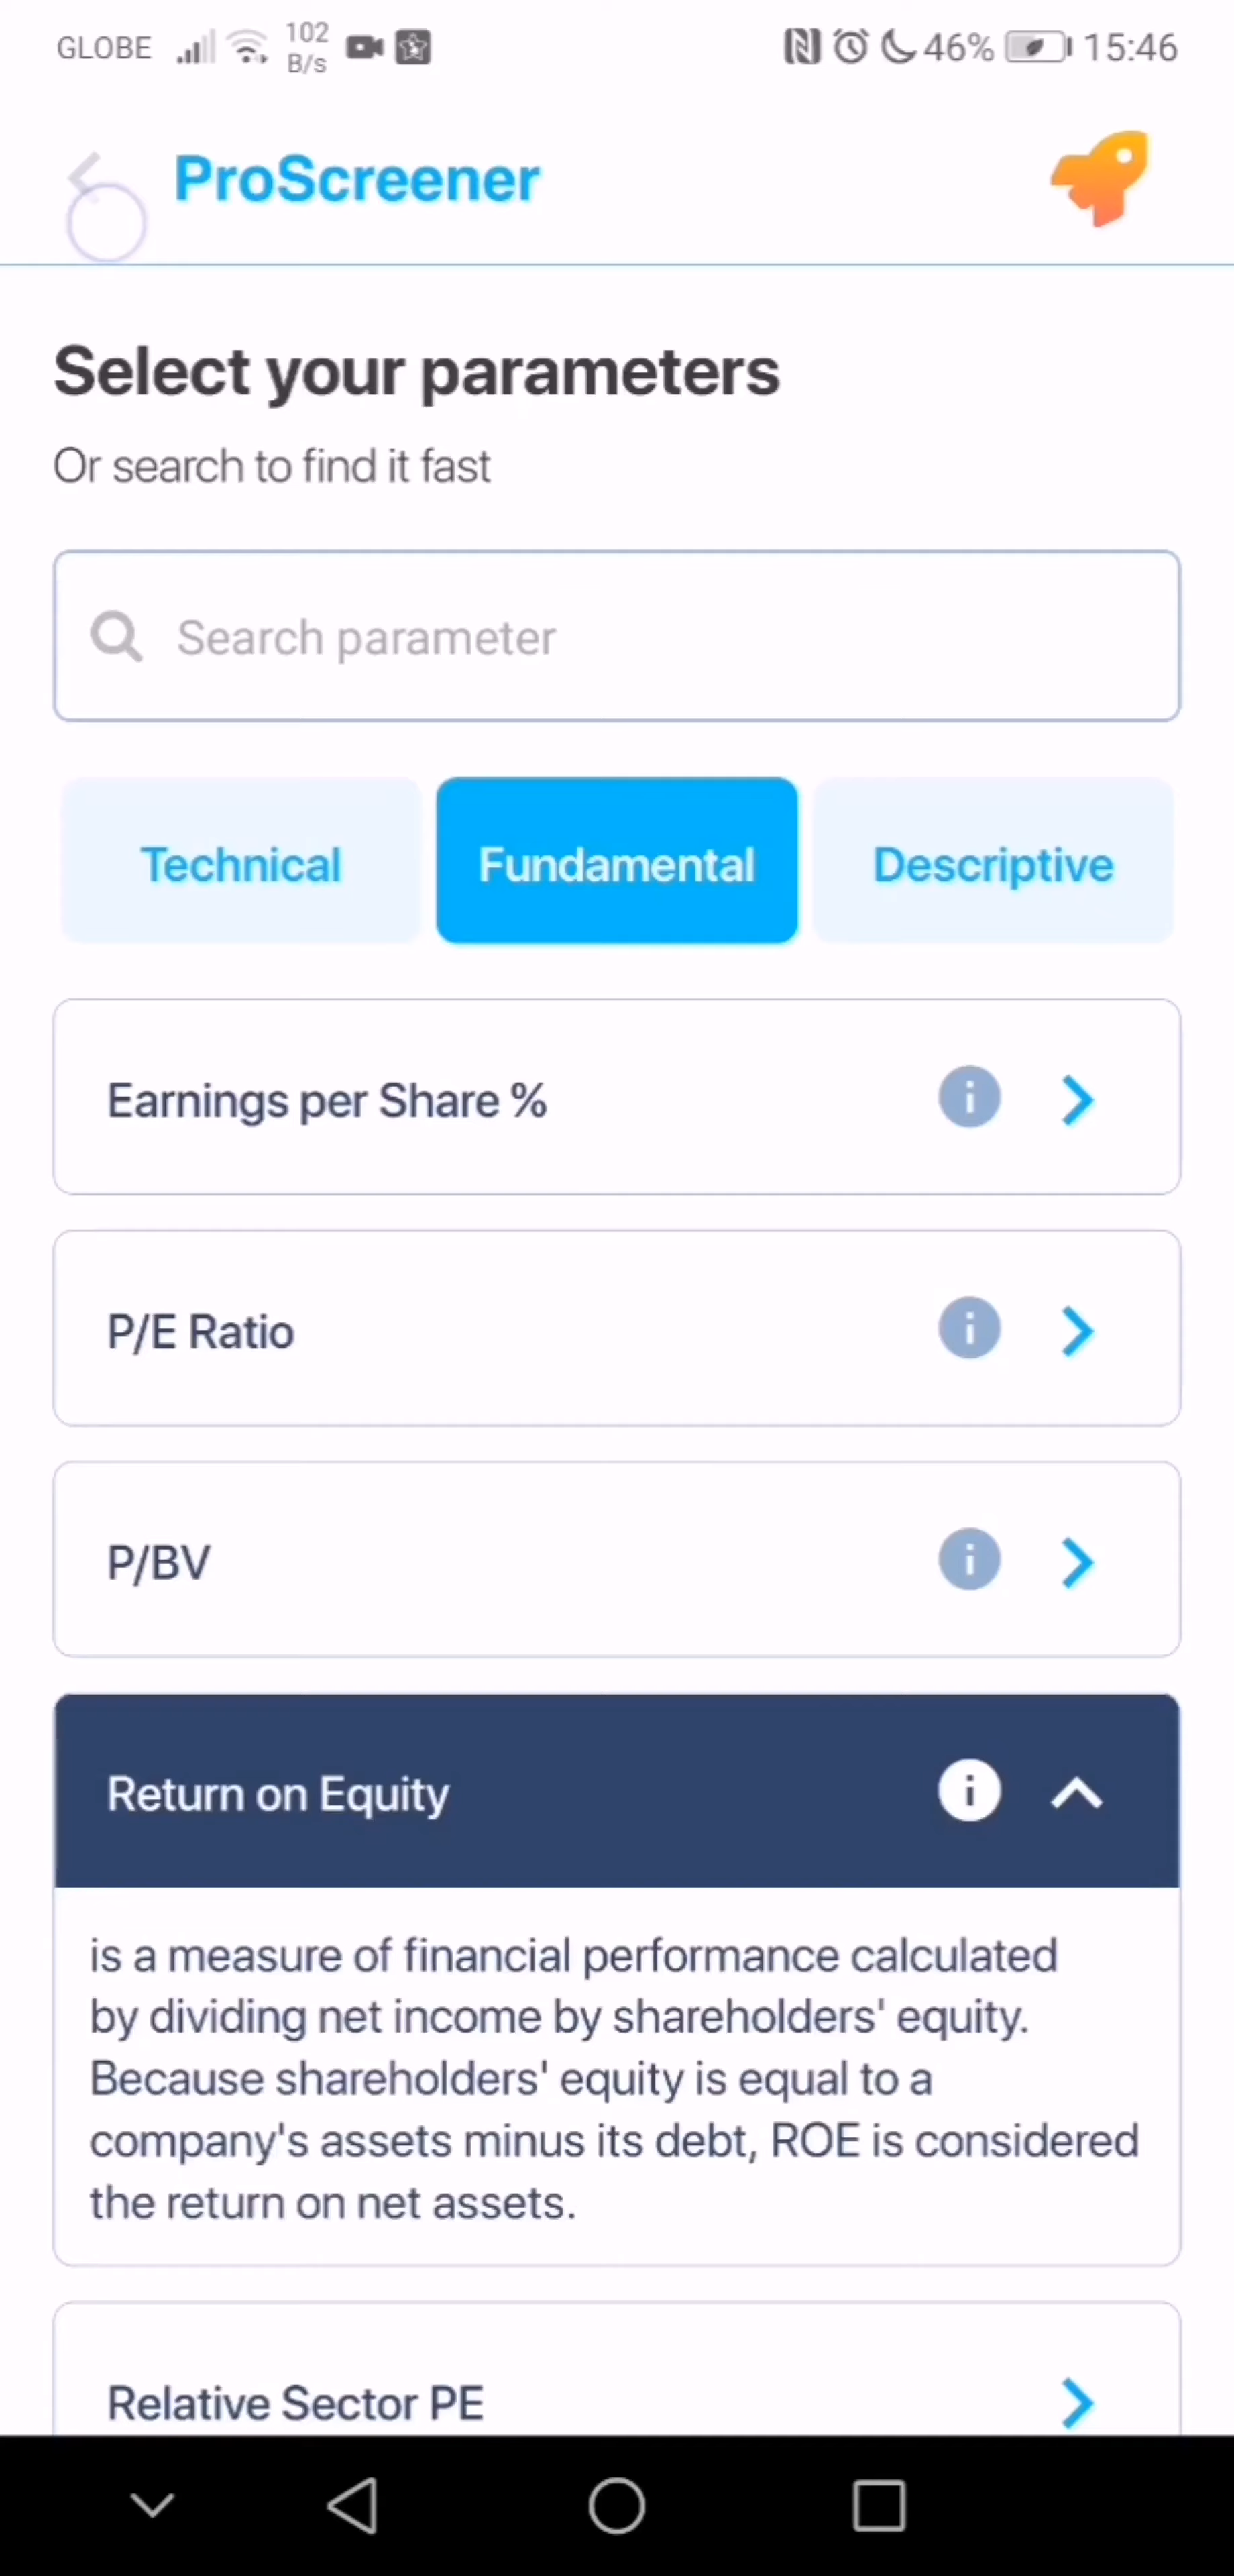 GLOBE 102 B/s 46% 15:46
ProScreener
Select your parameters
Or search to find it fast
Search parameter
Technical Fundamental Descriptive
Earnings per Share %
P/E Ratio
P/BV
Return on Equity
is a measure of financial performance calculated
by dividing net income by shareholders' equity.
Because shareholders' equity is equal to a
company's assets minus its debt, ROE is considered
the return on net assets.
Relative Sector PE